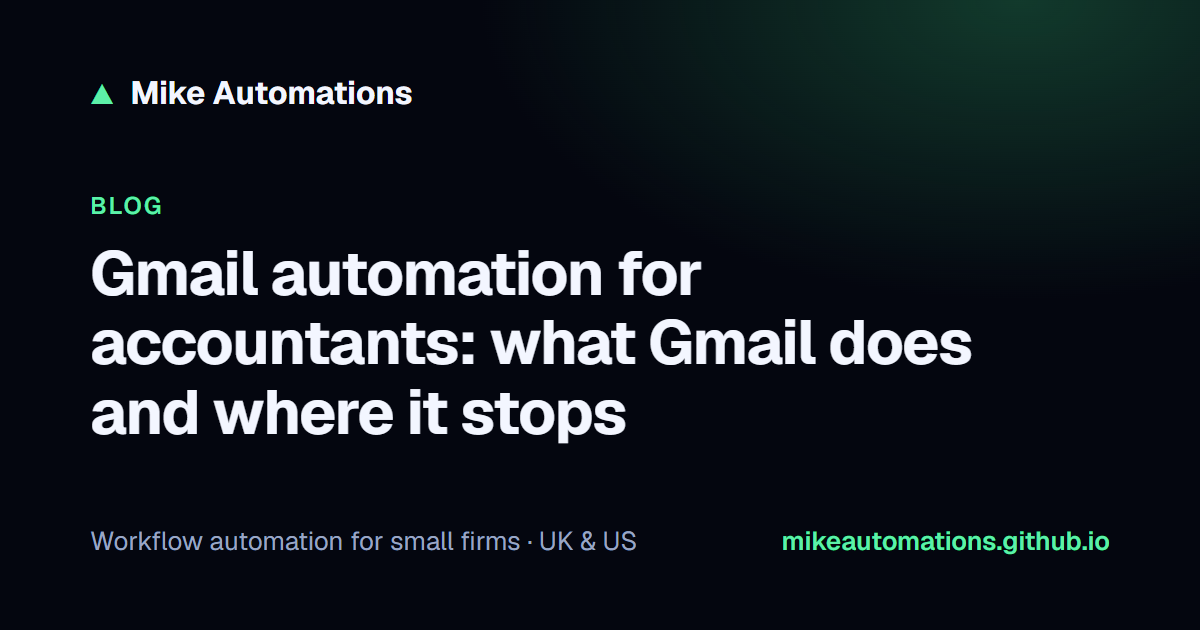 Mike Automations
BLOG
Gmail automation for
accountants: what Gmail does
and where it stops
Workflow automation for small firms · UK & US
mikeautomations.github.io